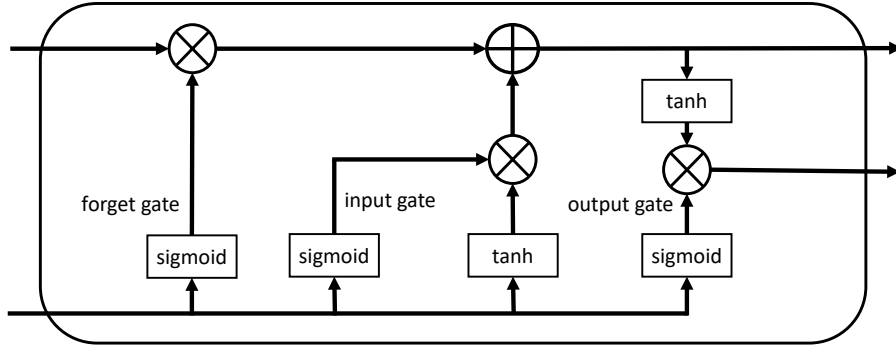 tanh
forget gate
input gate
output gate
sigmoid
sigmoid
tanh
sigmoid